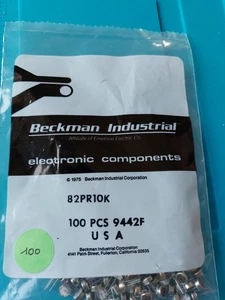 Beckman Industrial
Affiliate of Emerson Electric Co.
electronic components
© 1975 Beckman Industrial Corporation
82PR10K
100 PCS 9442F
U S A
100
Beckman Industrial Corporation
4141 Palm Street, Fullerton, California 92635